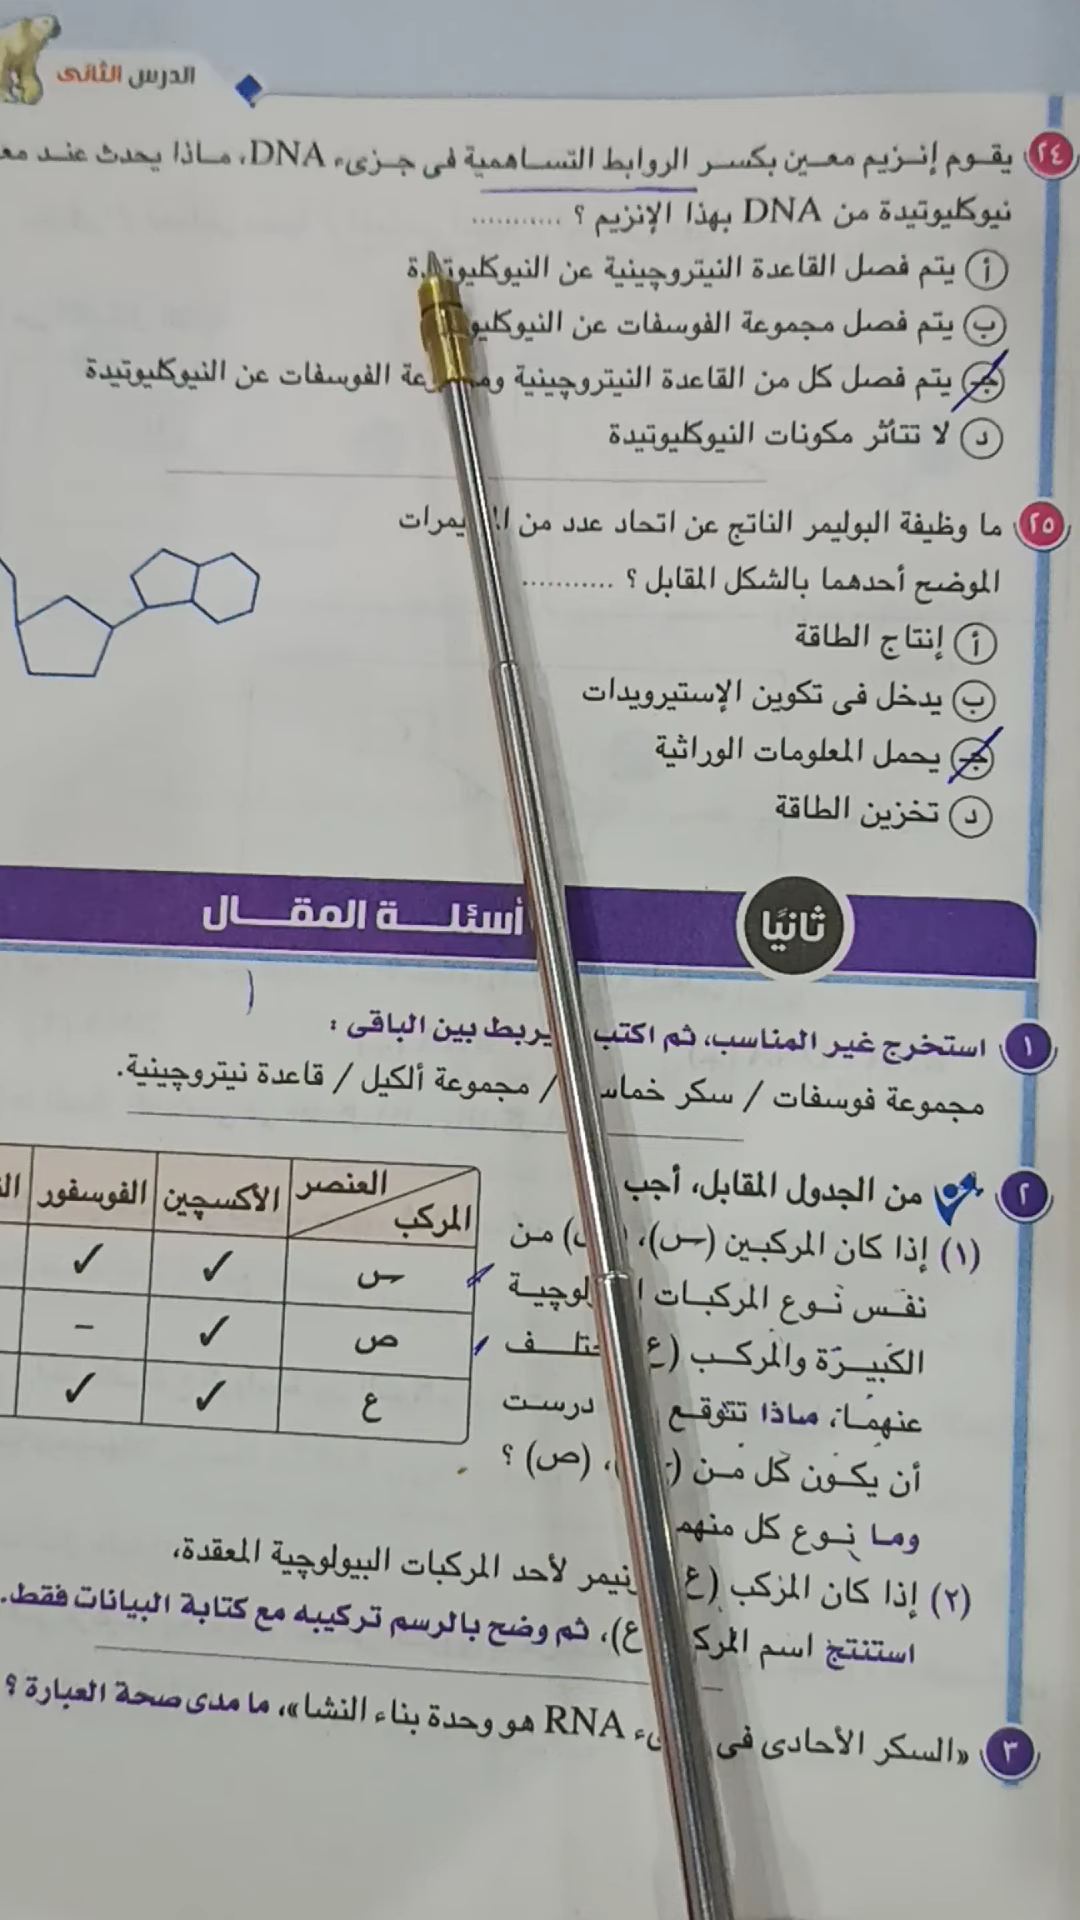 الدرس الثانى
٢٤ يقوم إنزيم معين بكسر الروابط التساهمية فى جزىء DNA، ماذا يحدث عند
نيوكليوتيدة من DNA بهذا الإنزيم ؟ ...........
أ يتم فصل القاعدة النيتروچينية عن
ب يتم فصل مجموعة الفوسفات عن
جـ يتم فصل كل من القاعدة النيتروچينية الفوسفات عن النيوكليوتيدة
د لا تتأثر مكونات النيوكليوتيدة
٢٥ ما وظيفة البوليمر الناتج عن اتحاد عدد من
الموضح أحدهما بالشكل المقابل ؟ ...........
أ إنتاج الطاقة
ب يدخل فى تكوين الإستيرويدات
جـ يحمل المعلومات الوراثية
د تخزين الطاقة
ثانيًا أسئلة المقال
١ استخرج غير المناسب، ثم اكتب يربط بين الباقى :
مجموعة فوسفات / سكر / مجموعة ألكيل / قاعدة نيتروچينية.
٢ من الجدول المقابل، أجب
العنصر الأكسچين الفوسفور
المركب
س ✓ ✓
ص ✓ –
ع ✓ ✓
(١) إذا كان المركبين (س)، من
نفس نوع المركبات
الكبيرة والمركب
عنهما، ماذا تتوقع درست
أن يكون كل من ، (ص) ؟
وما نوع كل
(٢) إذا كان المركب (ع لأحد المركبات البيولوچية المعقدة،
استنتج اسم ع)، ثم وضح بالرسم تركيبه مع كتابة البيانات فقط.
٣ «السكر الأحادى فى RNA هو وحدة بناء النشا»، ما مدى صحة العبارة ؟